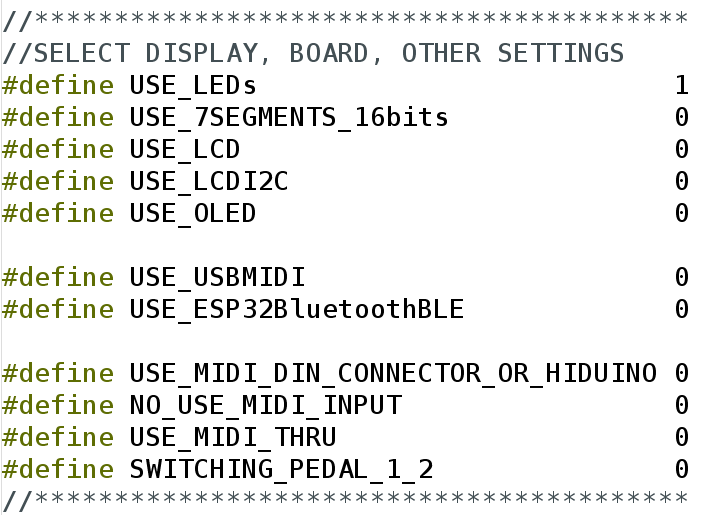 //*****************************************
//SELECT DISPLAY, BOARD, OTHER SETTINGS
#define USE_LEDs                          1
#define USE_7SEGMENTS_16bits              0
#define USE_LCD                           0
#define USE_LCDI2C                        0
#define USE_OLED                          0

#define USE_USBMIDI                       0
#define USE_ESP32BluetoothBLE             0

#define USE_MIDI_DIN_CONNECTOR_OR_HIDUINO 0
#define NO_USE_MIDI_INPUT                 0
#define USE_MIDI_THRU                     0
#define SWITCHING_PEDAL_1_2               0
//*****************************************